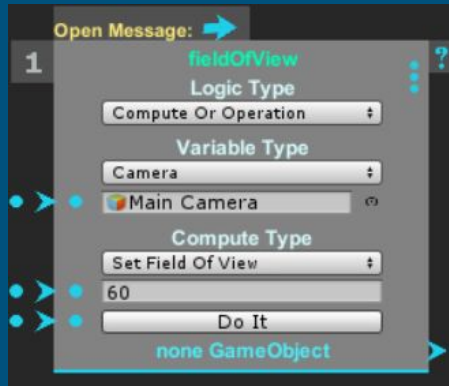 Open Message:
1
fieldOfView
?
Logic Type
Compute Or Operation
Variable Type
Camera
Main Camera
Compute Type
Set Field Of View
60
Do It
none GameObject